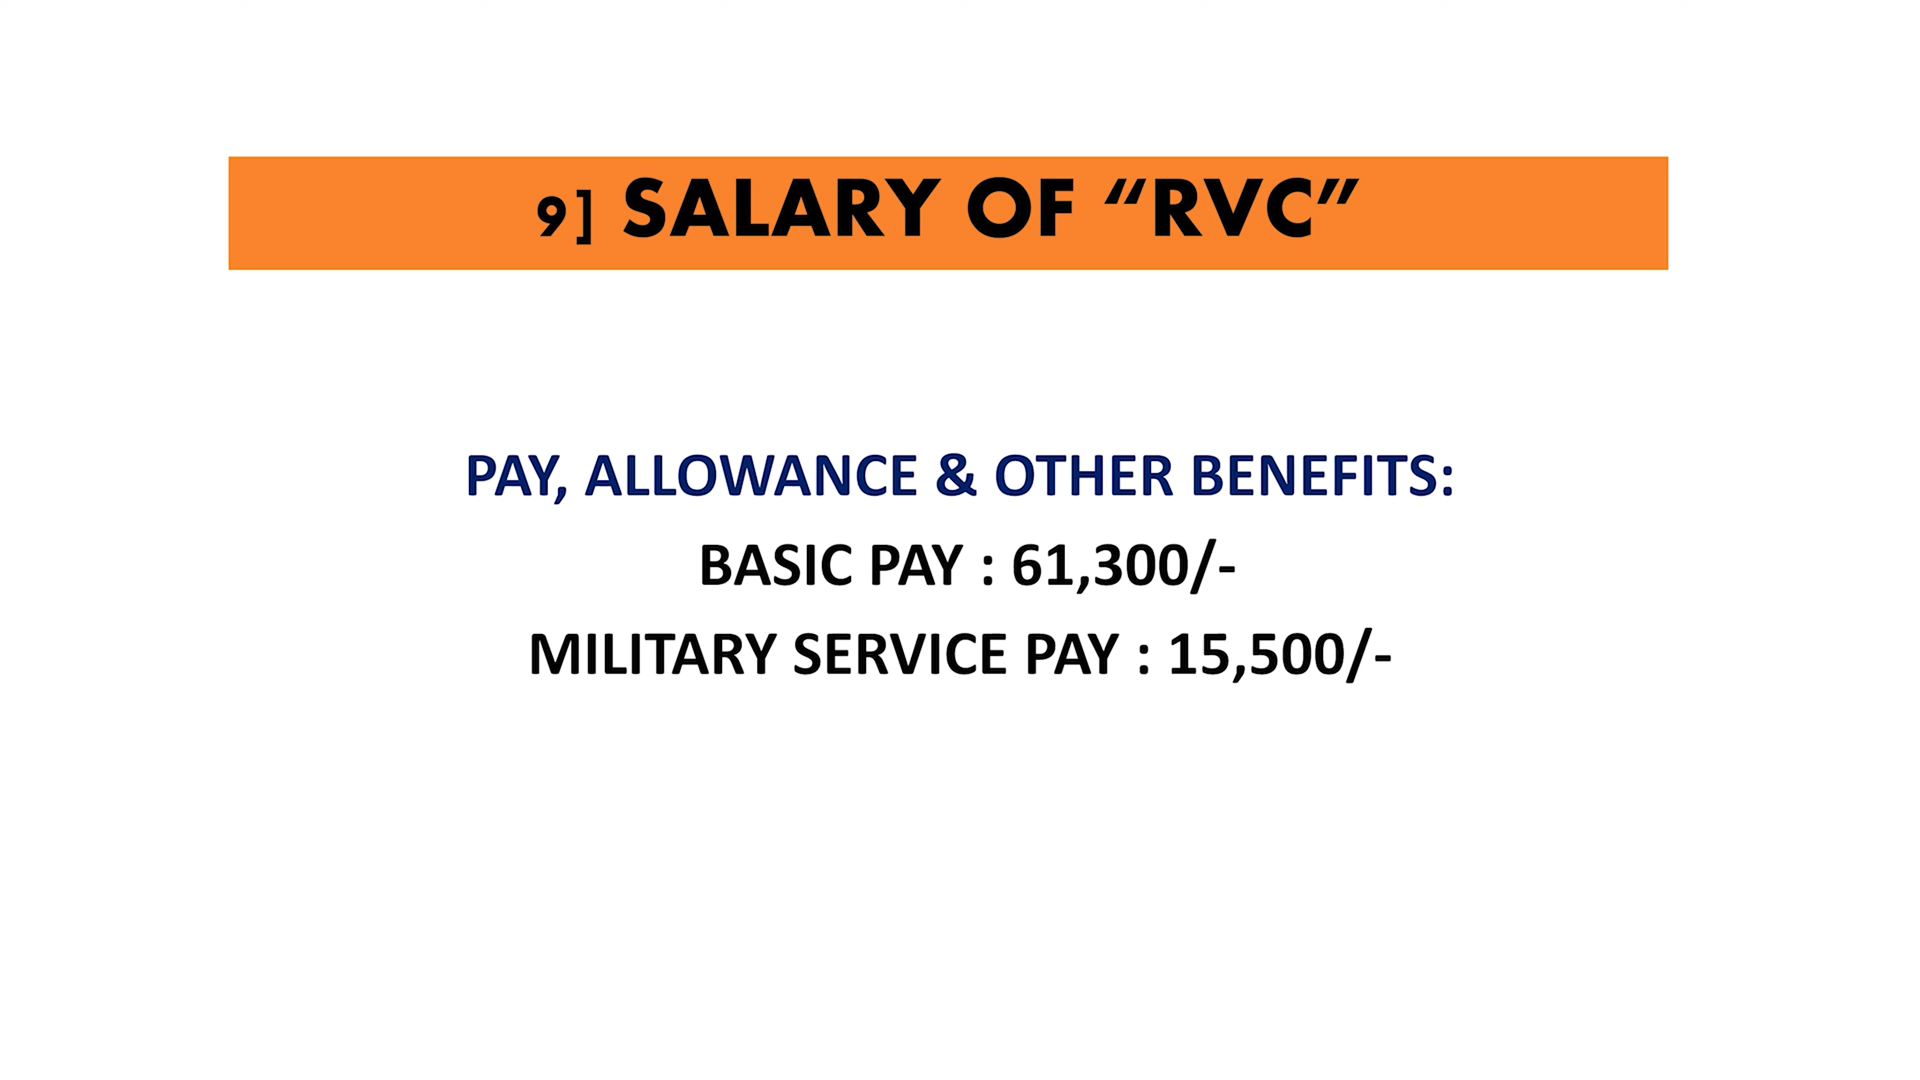 9] SALARY OF “RVC”
PAY, ALLOWANCE & OTHER BENEFITS:
BASIC PAY : 61,300/-
MILITARY SERVICE PAY : 15,500/-